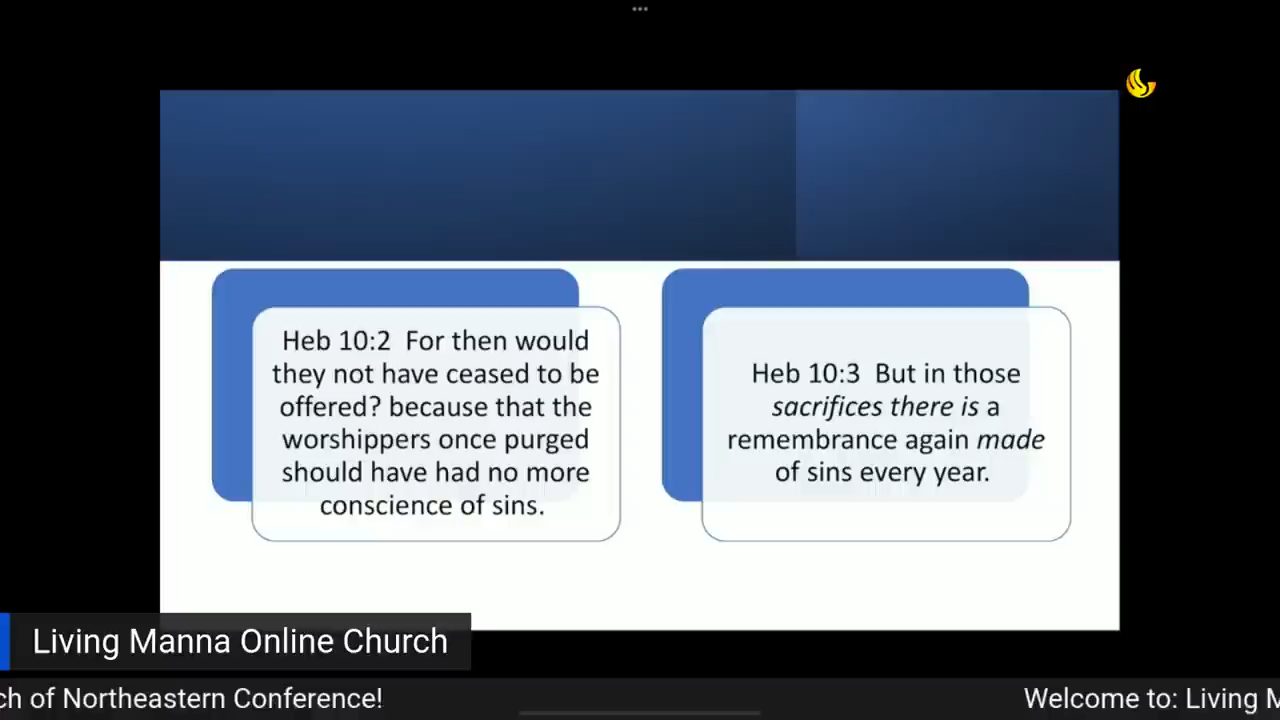 Heb 10:2  For then would
they not have ceased to be
offered? because that the
worshippers once purged
should have had no more
conscience of sins.
Heb 10:3  But in those
sacrifices there is a
remembrance again made
of sins every year.
Living Manna Online Church
ch of Northeastern Conference!
Welcome to: Living M